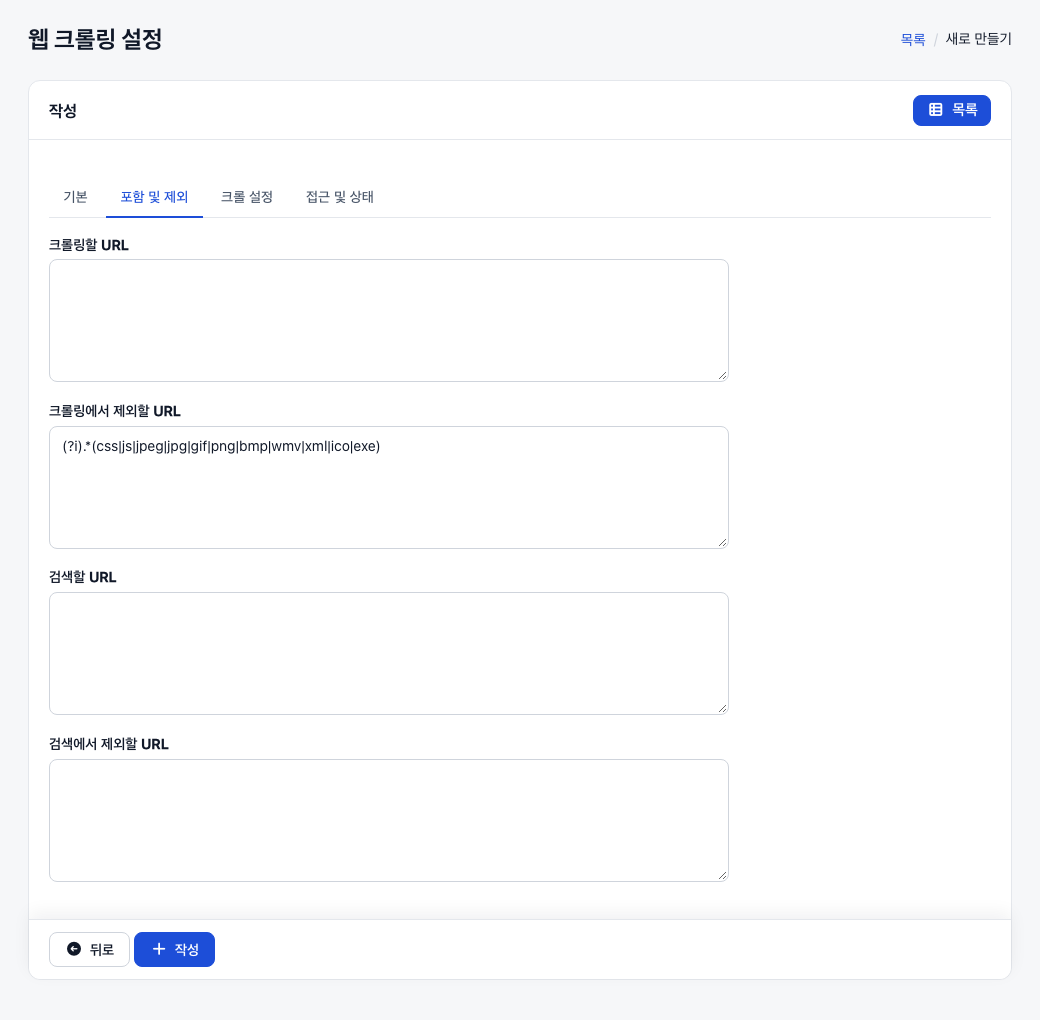 웹 크롤링 설정
목록 / 새로 만들기
작성
목록
기본 포함 및 제외 크롤 설정 접근 및 상태
크롤링할 URL
크롤링에서 제외할 URL
(?i).*(css|js|jpeg|jpg|gif|png|bmp|wmv|xml|ico|exe)
검색할 URL
검색에서 제외할 URL
뒤로 작성